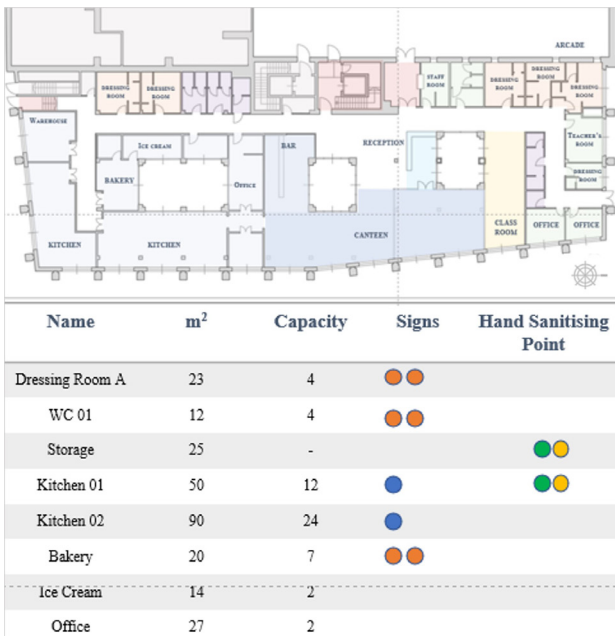 ARCADE
DRESSING ROOM
DRESSING ROOM
STAFF ROOM
DRESSING ROOM
DRESSING ROOM
DRESSING ROOM
WAREHOUSE
ICE CREAM
BAR
RECEPTION
TEACHER'S ROOM
BAKERY
OFFICE
DRESSING ROOM
KITCHEN
KITCHEN
CANTEEN
CLASS ROOM
OFFICE
OFFICE
Name m² Capacity Signs Hand Sanitising Point
Dressing Room A 23 4
WC 01 12 4
Storage 25 -
Kitchen 01 50 12
Kitchen 02 90 24
Bakery 20 7
Ice Cream 14 2
Office 27 2